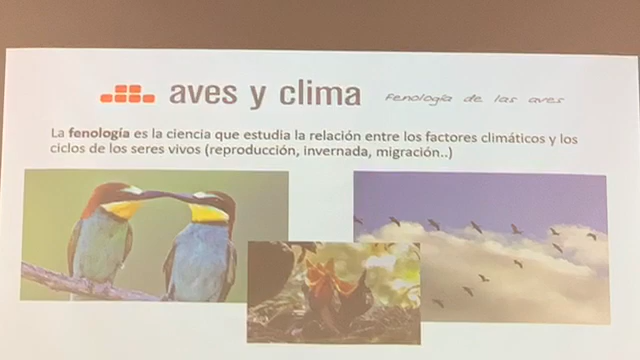 aves y clima Fenología de las aves
La fenología es la ciencia que estudía la relación entre los factores climáticos y los
ciclos de los seres vivos (reproducción, invernada, migración..)